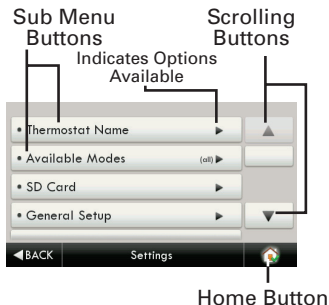 Sub Menu
Buttons
Scrolling
Buttons
Indicates Options
Available
• Thermostat Name
• Available Modes (all)
• SD Card
• General Setup
BACK Settings
Home Button